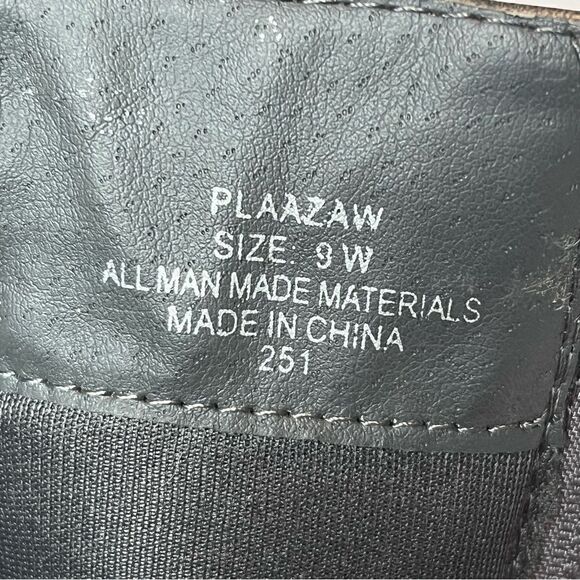 PLAAZAW
SIZE 9 W
ALL MAN MADE MATERIALS
MADE IN CHINA
251